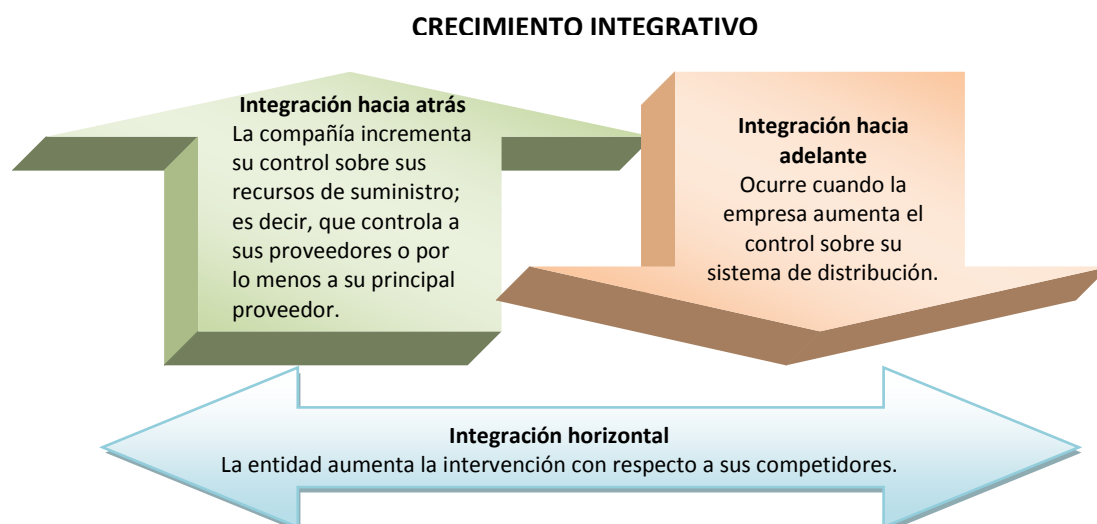 CRECIMIENTO INTEGRATIVO
Integración hacia atrás
La compañía incrementa
su control sobre sus
recursos de suministro;
es decir, que controla a
sus proveedores o por
lo menos a su principal
proveedor.
Integración hacia
adelante
Ocurre cuando la
empresa aumenta el
control sobre su
sistema de distribución.
Integración horizontal
La entidad aumenta la intervención con respecto a sus competidores.